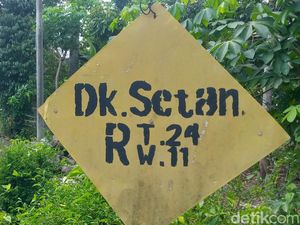 Dk.Setan.
RT.24
RW.11
detikcom